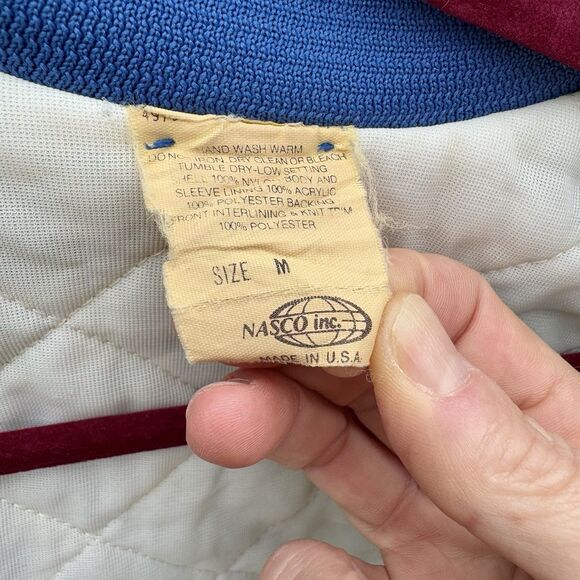 HAND WASH WARM
DO NOT IRON, DRY CLEAN OR BLEACH
TUMBLE DRY-LOW SETTING
SHELL 100% NYLON BODY AND
SLEEVE LINING 100% ACRYLIC
100% POLYESTER BACKING
FRONT INTERLINING & KNIT TRIM
100% POLYESTER
SIZE M
NASCO inc.
MADE IN U.S.A.